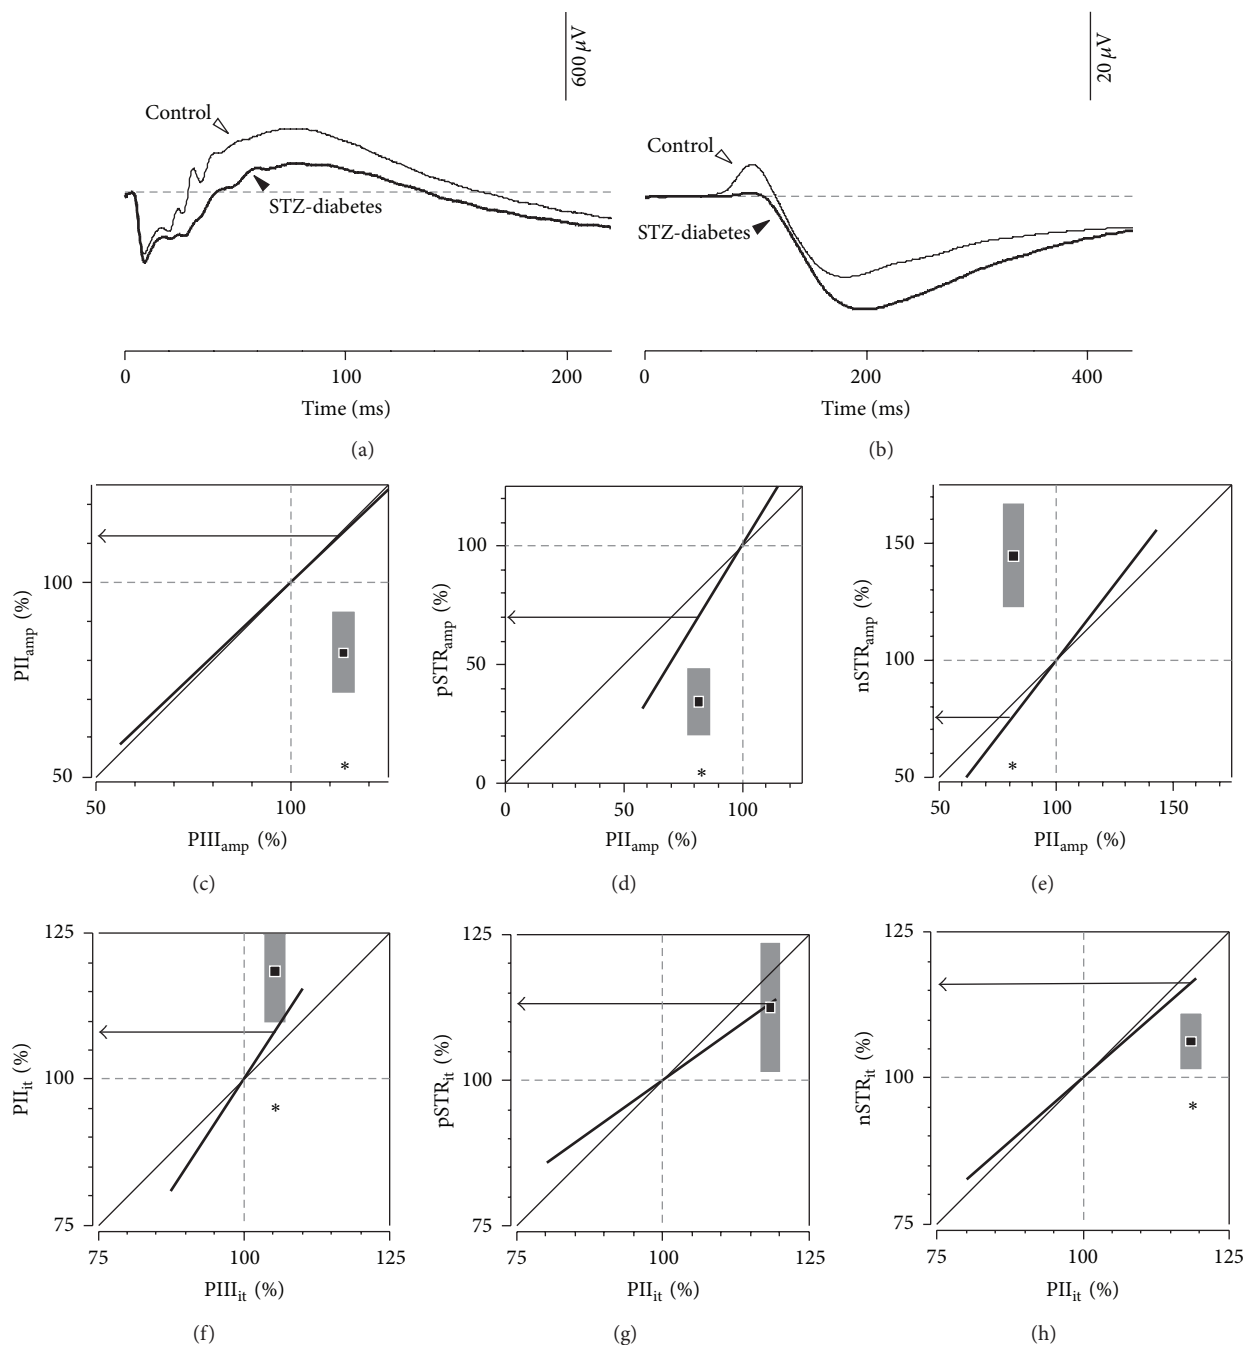 600 μV
20 μV
Control
STZ-diabetes
Control
STZ-diabetes
0 100 200
Time (ms)
0 200 400
Time (ms)
(a)
(b)
PII_amp (%)
100
50
*
50 100
PIII_amp (%)
(c)
pSTR_amp (%)
100
50
0
*
0 50 100
PII_amp (%)
(d)
nSTR_amp (%)
150
100
50
*
50 100 150
PII_amp (%)
(e)
PII_it (%)
125
100
75
*
75 100 125
PIII_it (%)
(f)
pSTR_it (%)
125
100
75
75 100 125
PII_it (%)
(g)
nSTR_it (%)
125
100
75
*
75 100 125
PII_it (%)
(h)